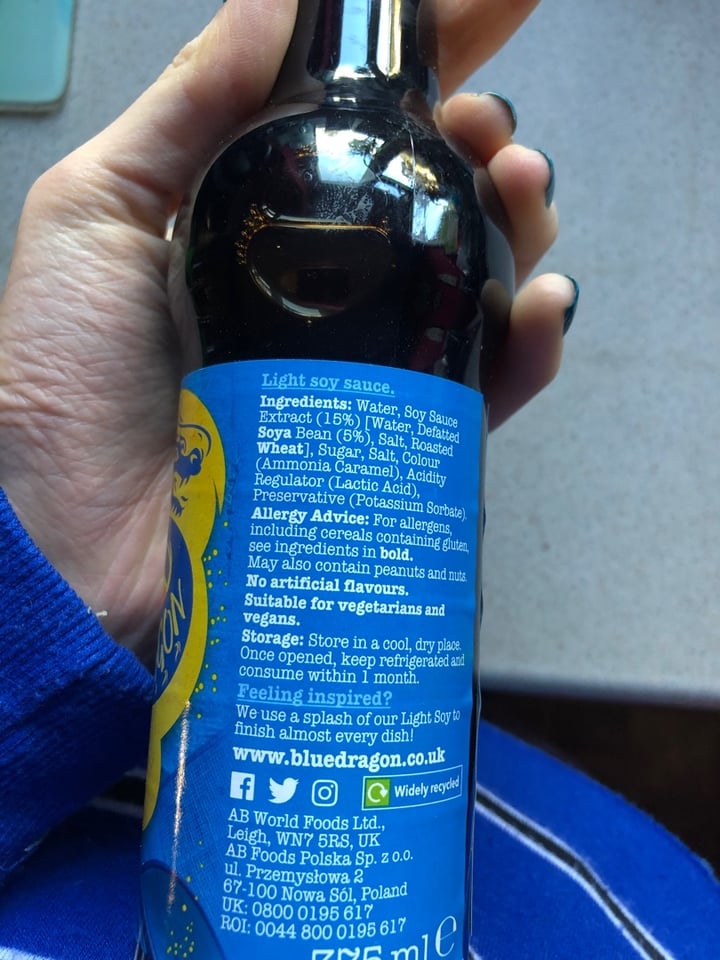 Light soy sauce.
Ingredients: Water, Soy Sauce
Extract (15%) [Water, Defatted
Soya Bean (5%), Salt, Roasted
Wheat], Sugar, Salt, Colour
(Ammonia Caramel), Acidity
Regulator (Lactic Acid),
Preservative (Potassium Sorbate).
Allergy Advice: For allergens,
including cereals containing gluten,
see ingredients in bold.
May also contain peanuts and nuts.
No artificial flavours.
Suitable for vegetarians and
vegans.
Storage: Store in a cool, dry place.
Once opened, keep refrigerated and
consume within 1 month.
Feeling inspired?
We use a splash of our Light Soy to
finish almost every dish!
www.bluedragon.co.uk
Widely recycled
AB World Foods Ltd.,
Leigh, WN7 5RS, UK
AB Foods Polska Sp. z o.o.
ul. Przemysłowa 2
67-100 Nowa Sól, Poland
UK: 0800 0195 617
ROI: 0044 800 0195 617
375 ml e